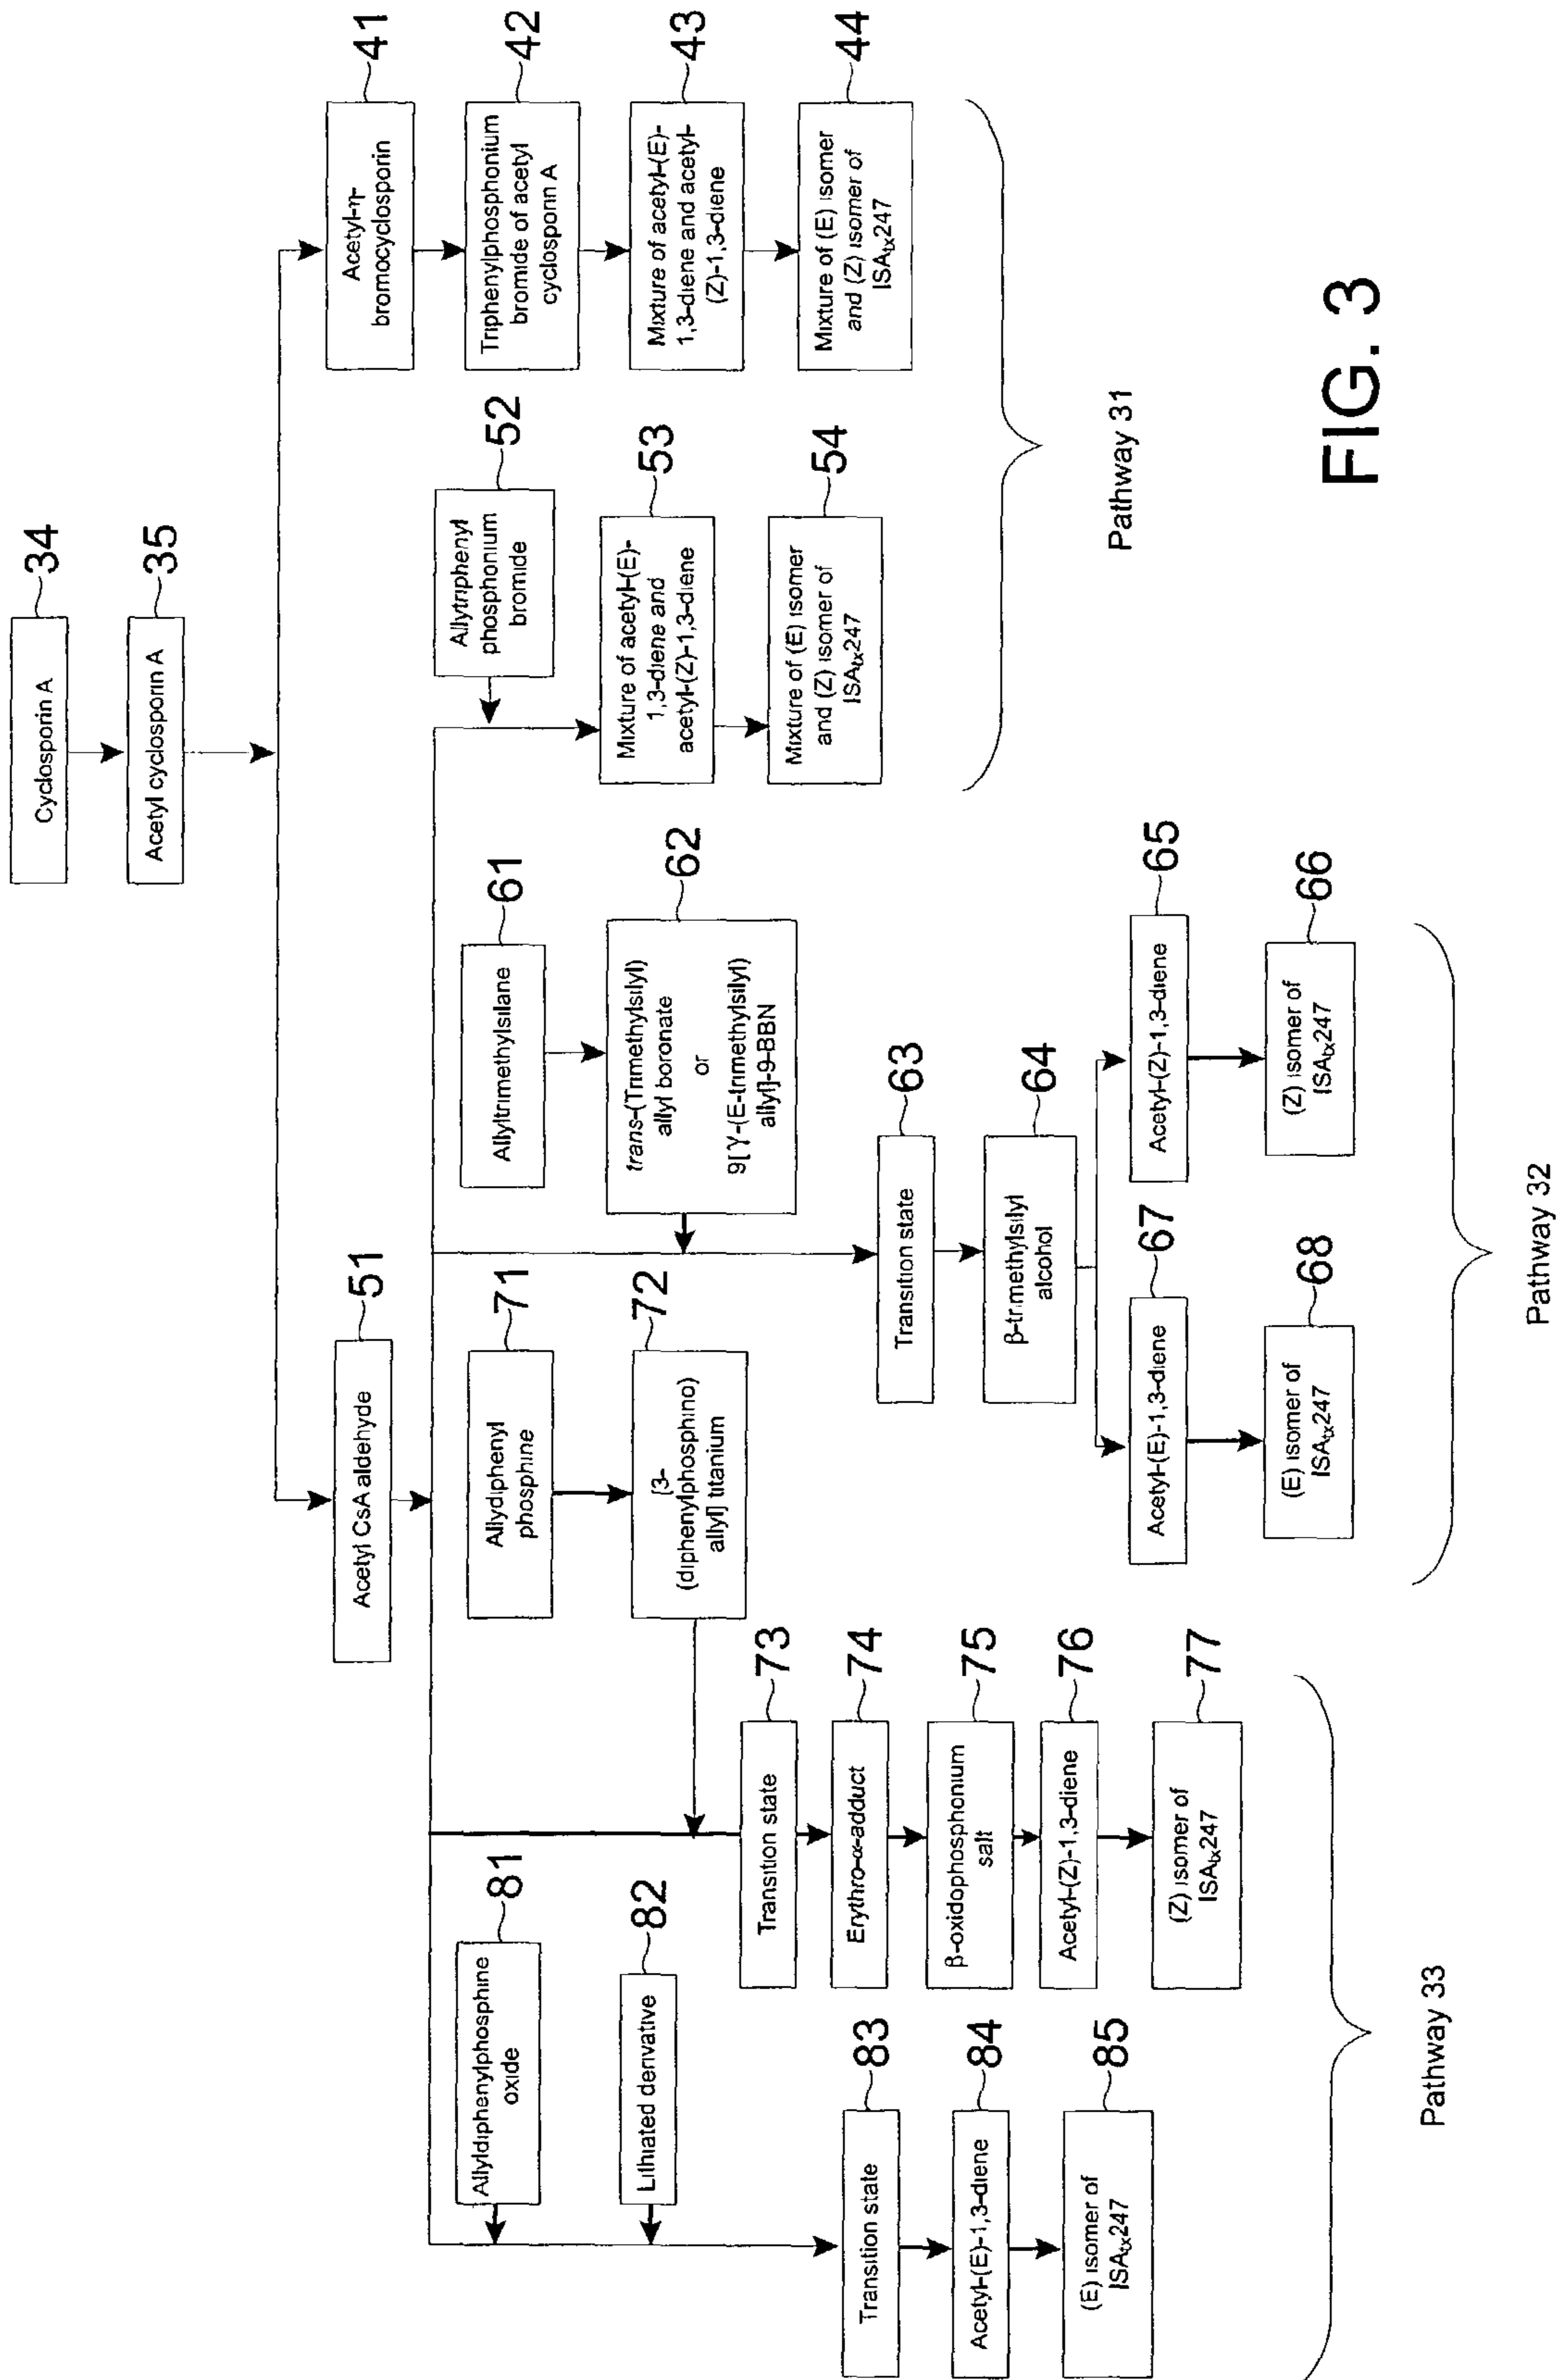 Cyclosporin A
34
Acetyl cyclosporin A
35
Acetyl-η-
bromocyclosporin
41
Triphenylphosphonium
bromide of acetyl
cyclosporin A
42
Mixture of acetyl-(E)-
1,3-diene and acetyl-
(Z)-1,3-diene
43
Mixture of (E) isomer
and (Z) isomer of
ISAtx247
44
Acetyl CsA aldehyde
51
Allytriphenyl
phosphonium
bromide
52
Mixture of acetyl-(E)-
1,3-diene and
acetyl-(Z)-1,3-diene
53
Mixture of (E) isomer
and (Z) isomer of
ISAtx247
54
Pathway 31
Allyltrimethylsilane
61
trans-(Trimethylsilyl)
allyl boronate
or
9[γ-(E-trimethylsilyl)
allyl]-9-BBN
62
Transition state
63
β-trimethylsilyl
alcohol
64
Acetyl-(Z)-1,3-diene
65
(Z) isomer of
ISAtx247
66
Acetyl-(E)-1,3-diene
67
(E) isomer of
ISAtx247
68
Pathway 32
Allydiphenyl
phosphine
71
[3-
(diphenylphosphino)
allyl] titanium
72
Transition state
73
Erythro-α-adduct
74
β-oxidophosphonium
salt
75
Acetyl-(Z)-1,3-diene
76
(Z) isomer of
ISAtx247
77
Allyldiphenylphosphine
oxide
81
Lithiated derivative
82
Transition state
83
Acetyl-(E)-1,3-diene
84
(E) isomer of
ISAtx247
85
Pathway 33
FIG. 3